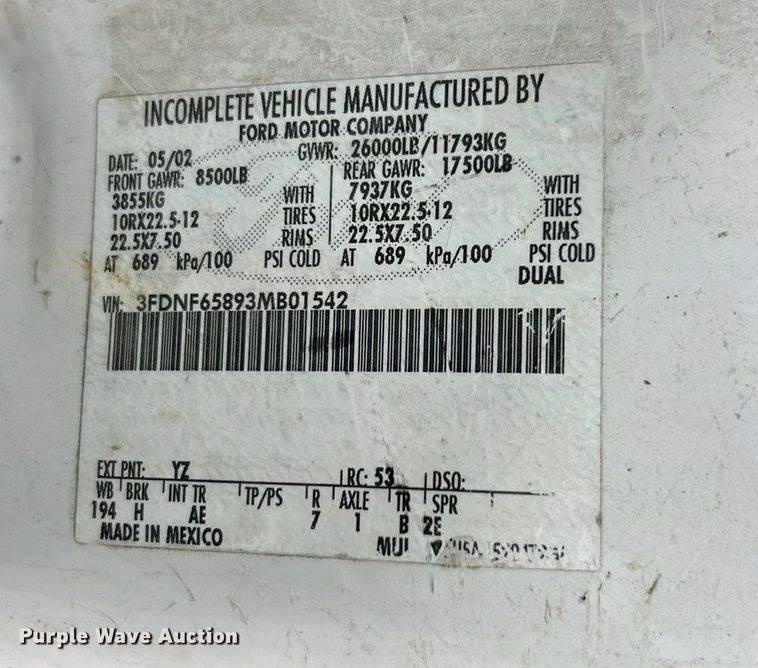 INCOMPLETE VEHICLE MANUFACTURED BY
FORD MOTOR COMPANY
DATE: 05/02 GVWR: 26000LB/11793KG
FRONT GAWR: 8500LB REAR GAWR: 17500LB
3855KG WITH 7937KG WITH
10RX22.5-12 TIRES 10RX22.5-12 TIRES
22.5X7.50 RIMS 22.5X7.50 RIMS
AT 689 kPa/100 PSI COLD AT 689 kPa/100 PSI COLD
DUAL
VIN: 3FDNF65893MB01542
EXT PNT: YZ RC: 53 DSO:
WB BRK INT TR TP/PS R AXLE TR SPR
194 H AE 7 1 B 2E
MADE IN MEXICO
Purple Wave Auction